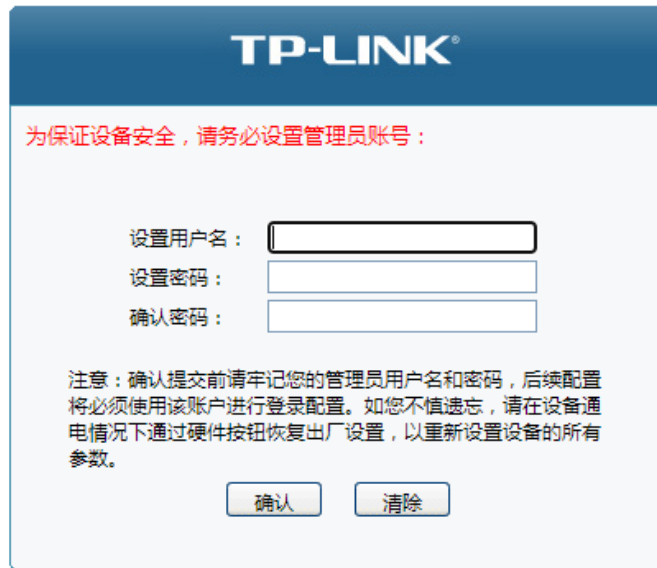 TP-LINK®
为保证设备安全，请务必设置管理员账号：
设置用户名：
设置密码：
确认密码：
注意：确认提交前请牢记您的管理员用户名和密码，后续配置
将必须使用该账户进行登录配置。如您不慎遗忘，请在设备通
电情况下通过硬件按钮恢复出厂设置，以重新设置设备的所有
参数。
确认 清除